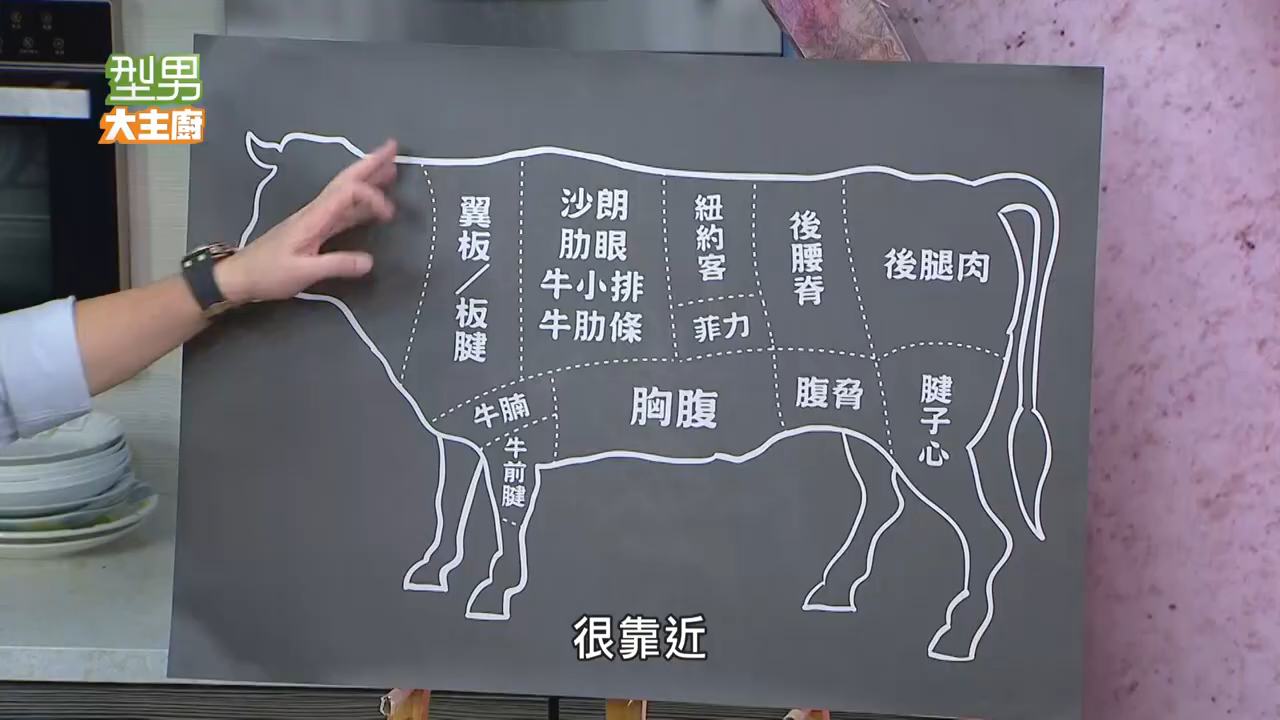 型男
大主廚
翼板/板腱
沙朗
肋眼
牛小排
牛肋條
紐約客
菲力
後腰脊
後腿肉
牛腩
牛前腱
胸腹
腹脅
腱子心
很靠近